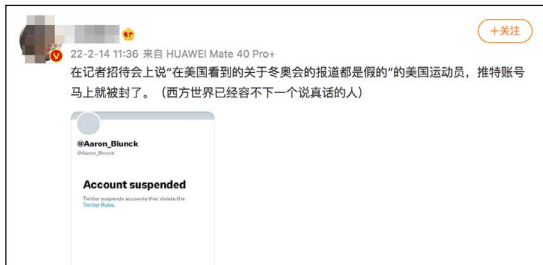 +关注
22-2-14 11:36 来自 HUAWEI Mate 40 Pro+
在记者招待会上说“在美国看到的关于冬奥会的报道都是假的”的美国运动员，推特账号
马上就被封了。（西方世界已经容不下一个说真话的人）
@Aaron_Blunck
@Aaron_Blunck
Account suspended
Twitter suspends accounts that violate the
Twitter Rules.